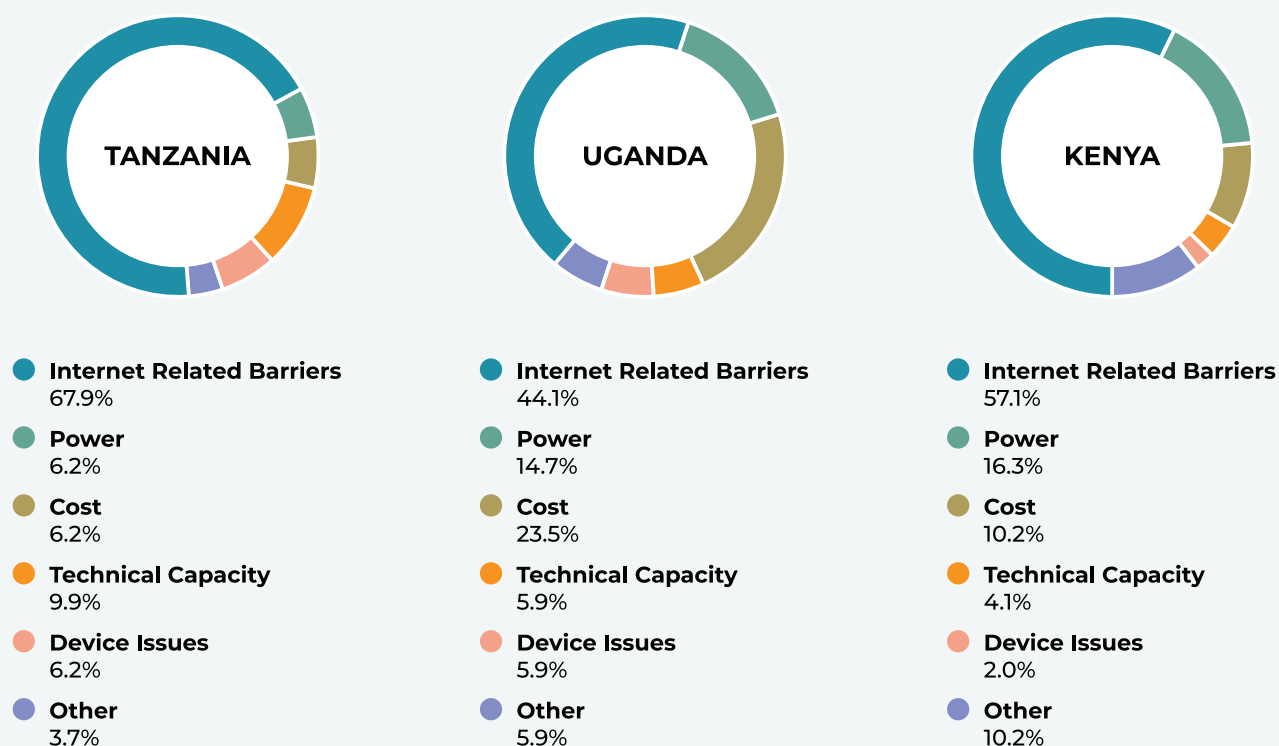 TANZANIA
UGANDA
KENYA
Internet Related Barriers
67.9%
Power
6.2%
Cost
6.2%
Technical Capacity
9.9%
Device Issues
6.2%
Other
3.7%
Internet Related Barriers
44.1%
Power
14.7%
Cost
23.5%
Technical Capacity
5.9%
Device Issues
5.9%
Other
5.9%
Internet Related Barriers
57.1%
Power
16.3%
Cost
10.2%
Technical Capacity
4.1%
Device Issues
2.0%
Other
10.2%